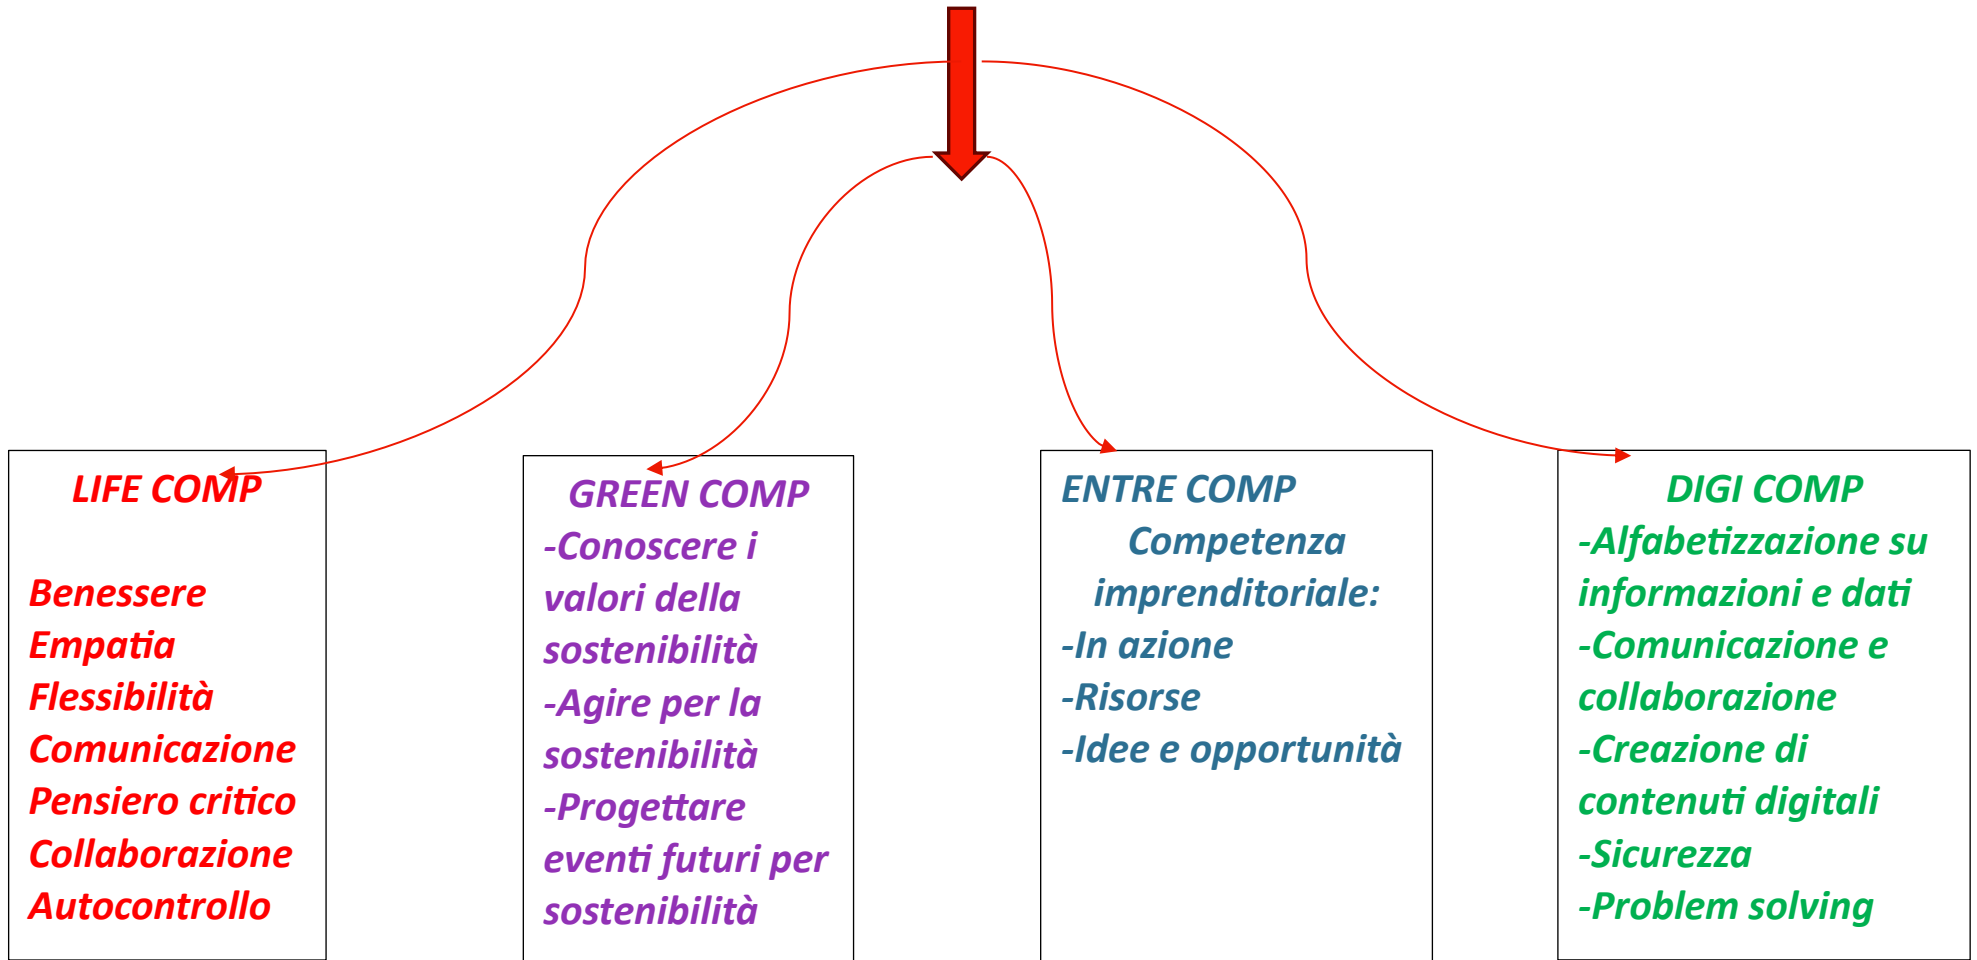 LIFE COMP
Benessere
Empatia
Flessibilità
Comunicazione
Pensiero critico
Collaborazione
Autocontrollo
GREEN COMP
-Conoscere i
valori della
sostenibilità
-Agire per la
sostenibilità
-Progettare
eventi futuri per
sostenibilità
ENTRE COMP
Competenza
imprenditoriale:
-In azione
-Risorse
-Idee e opportunità
DIGI COMP
-Alfabetizzazione su
informazioni e dati
-Comunicazione e
collaborazione
-Creazione di
contenuti digitali
-Sicurezza
-Problem solving